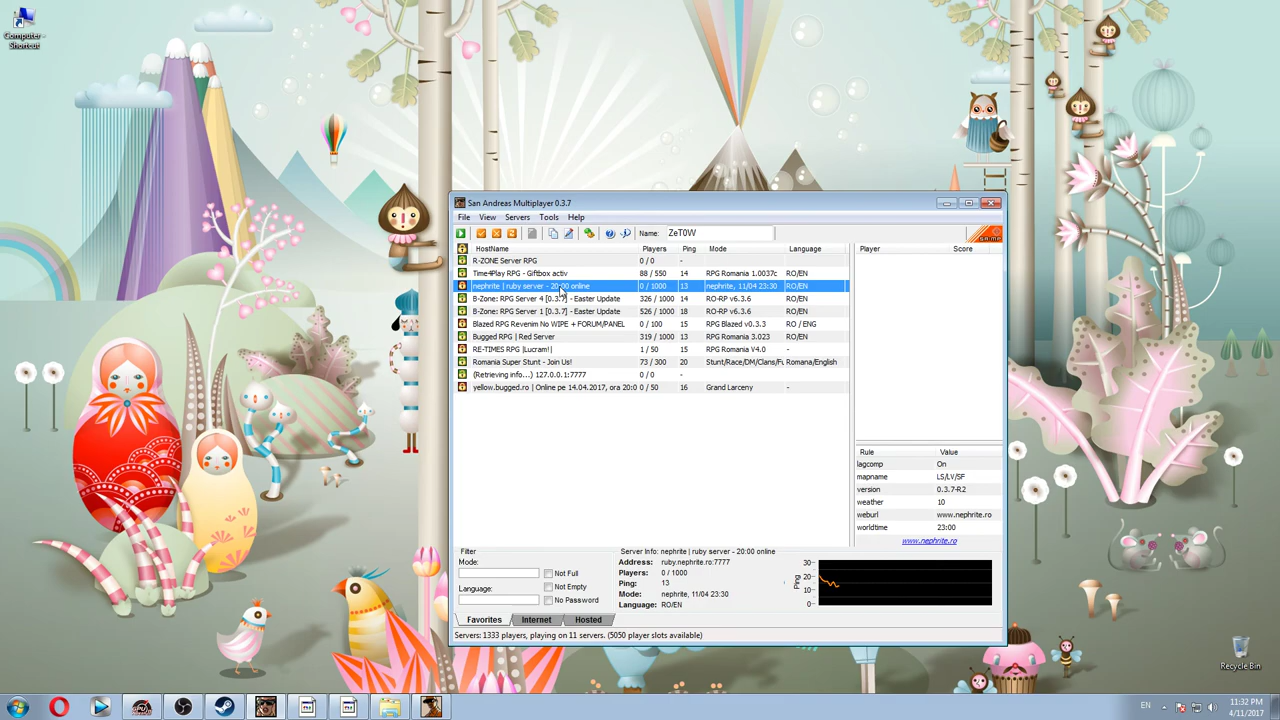 Computer -
Shortcut
San Andreas Multiplayer 0.3.7
File View Servers Tools Help
Name: ZeT0W
HostName Players Ping Mode Language
Player Score
R-ZONE Server RPG 0 / 0 -
Time4Play RPG - Giftbox activ 88 / 550 14 RPG Romania 1.0037c RO/EN
nephrite | ruby server - 20:00 online 0 / 1000 13 nephrite, 11/04 23:30 RO/EN
B-Zone: RPG Server 4 [0.3.7] - Easter Update 326 / 1000 14 RO-RP v6.3.6 RO/EN
B-Zone: RPG Server 1 [0.3.7] - Easter Update 526 / 1000 18 RO-RP v6.3.6 RO/EN
Blazed RPG Revenim No WIPE + FORUM/PANEL 0 / 100 15 RPG Blazed v0.3.3 RO / ENG
Bugged RPG | Red Server 319 / 1000 13 RPG Romania 3.023 RO/EN
RE-TIMES RPG |Lucram!| 1 / 50 15 RPG Romania V4.0 -
Romania Super Stunt - Join Us! 73 / 300 20 Stunt/Race/DM/Clans/Fu Romana/English
(Retrieving info...) 127.0.0.1:7777 0 / 0 -
yellow.bugged.ro | Online pe 14.04.2017, ora 20:0 0 / 50 16 Grand Larceny -
Rule Value
lagcomp On
mapname LS/LV/SF
version 0.3.7-R2
weather 10
weburl www.nephrite.ro
worldtime 23:00
www.nephrite.ro
Filter
Mode:
Not Full
Not Empty
Language:
No Password
Server Info: nephrite | ruby server - 20:00 online
Address: ruby.nephrite.ro:7777
Players: 0 / 1000
Ping: 13
Mode: nephrite, 11/04 23:30
Language: RO/EN
Ping
30
20
10
0
Favorites Internet Hosted
Servers: 1333 players, playing on 11 servers. (5050 player slots available)
Recycle Bin
EN
11:32 PM
4/11/2017